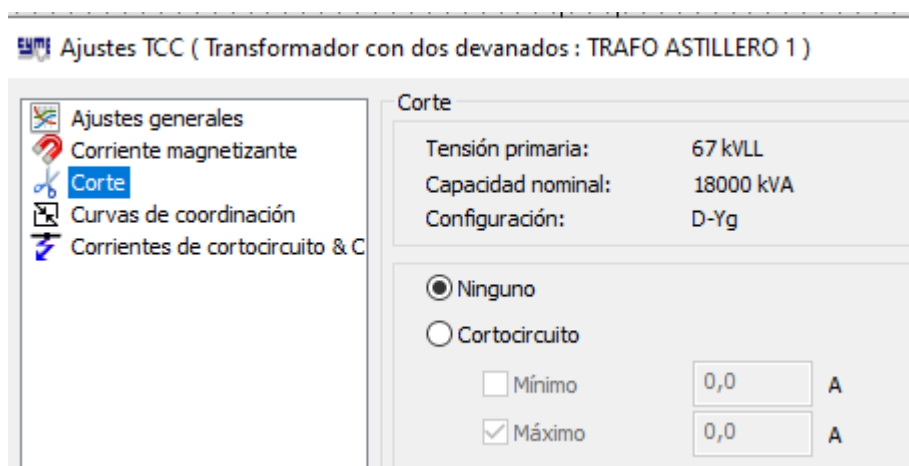 Ajustes TCC ( Transformador con dos devanados : TRAFO ASTILLERO 1 )
Ajustes generales
Corriente magnetizante
Corte
Curvas de coordinación
Corrientes de cortocircuito & C
Corte
Tensión primaria: 67 kVLL
Capacidad nominal: 18000 kVA
Configuración: D-Yg
Ninguno
Cortocircuito
Mínimo 0,0 A
Máximo 0,0 A